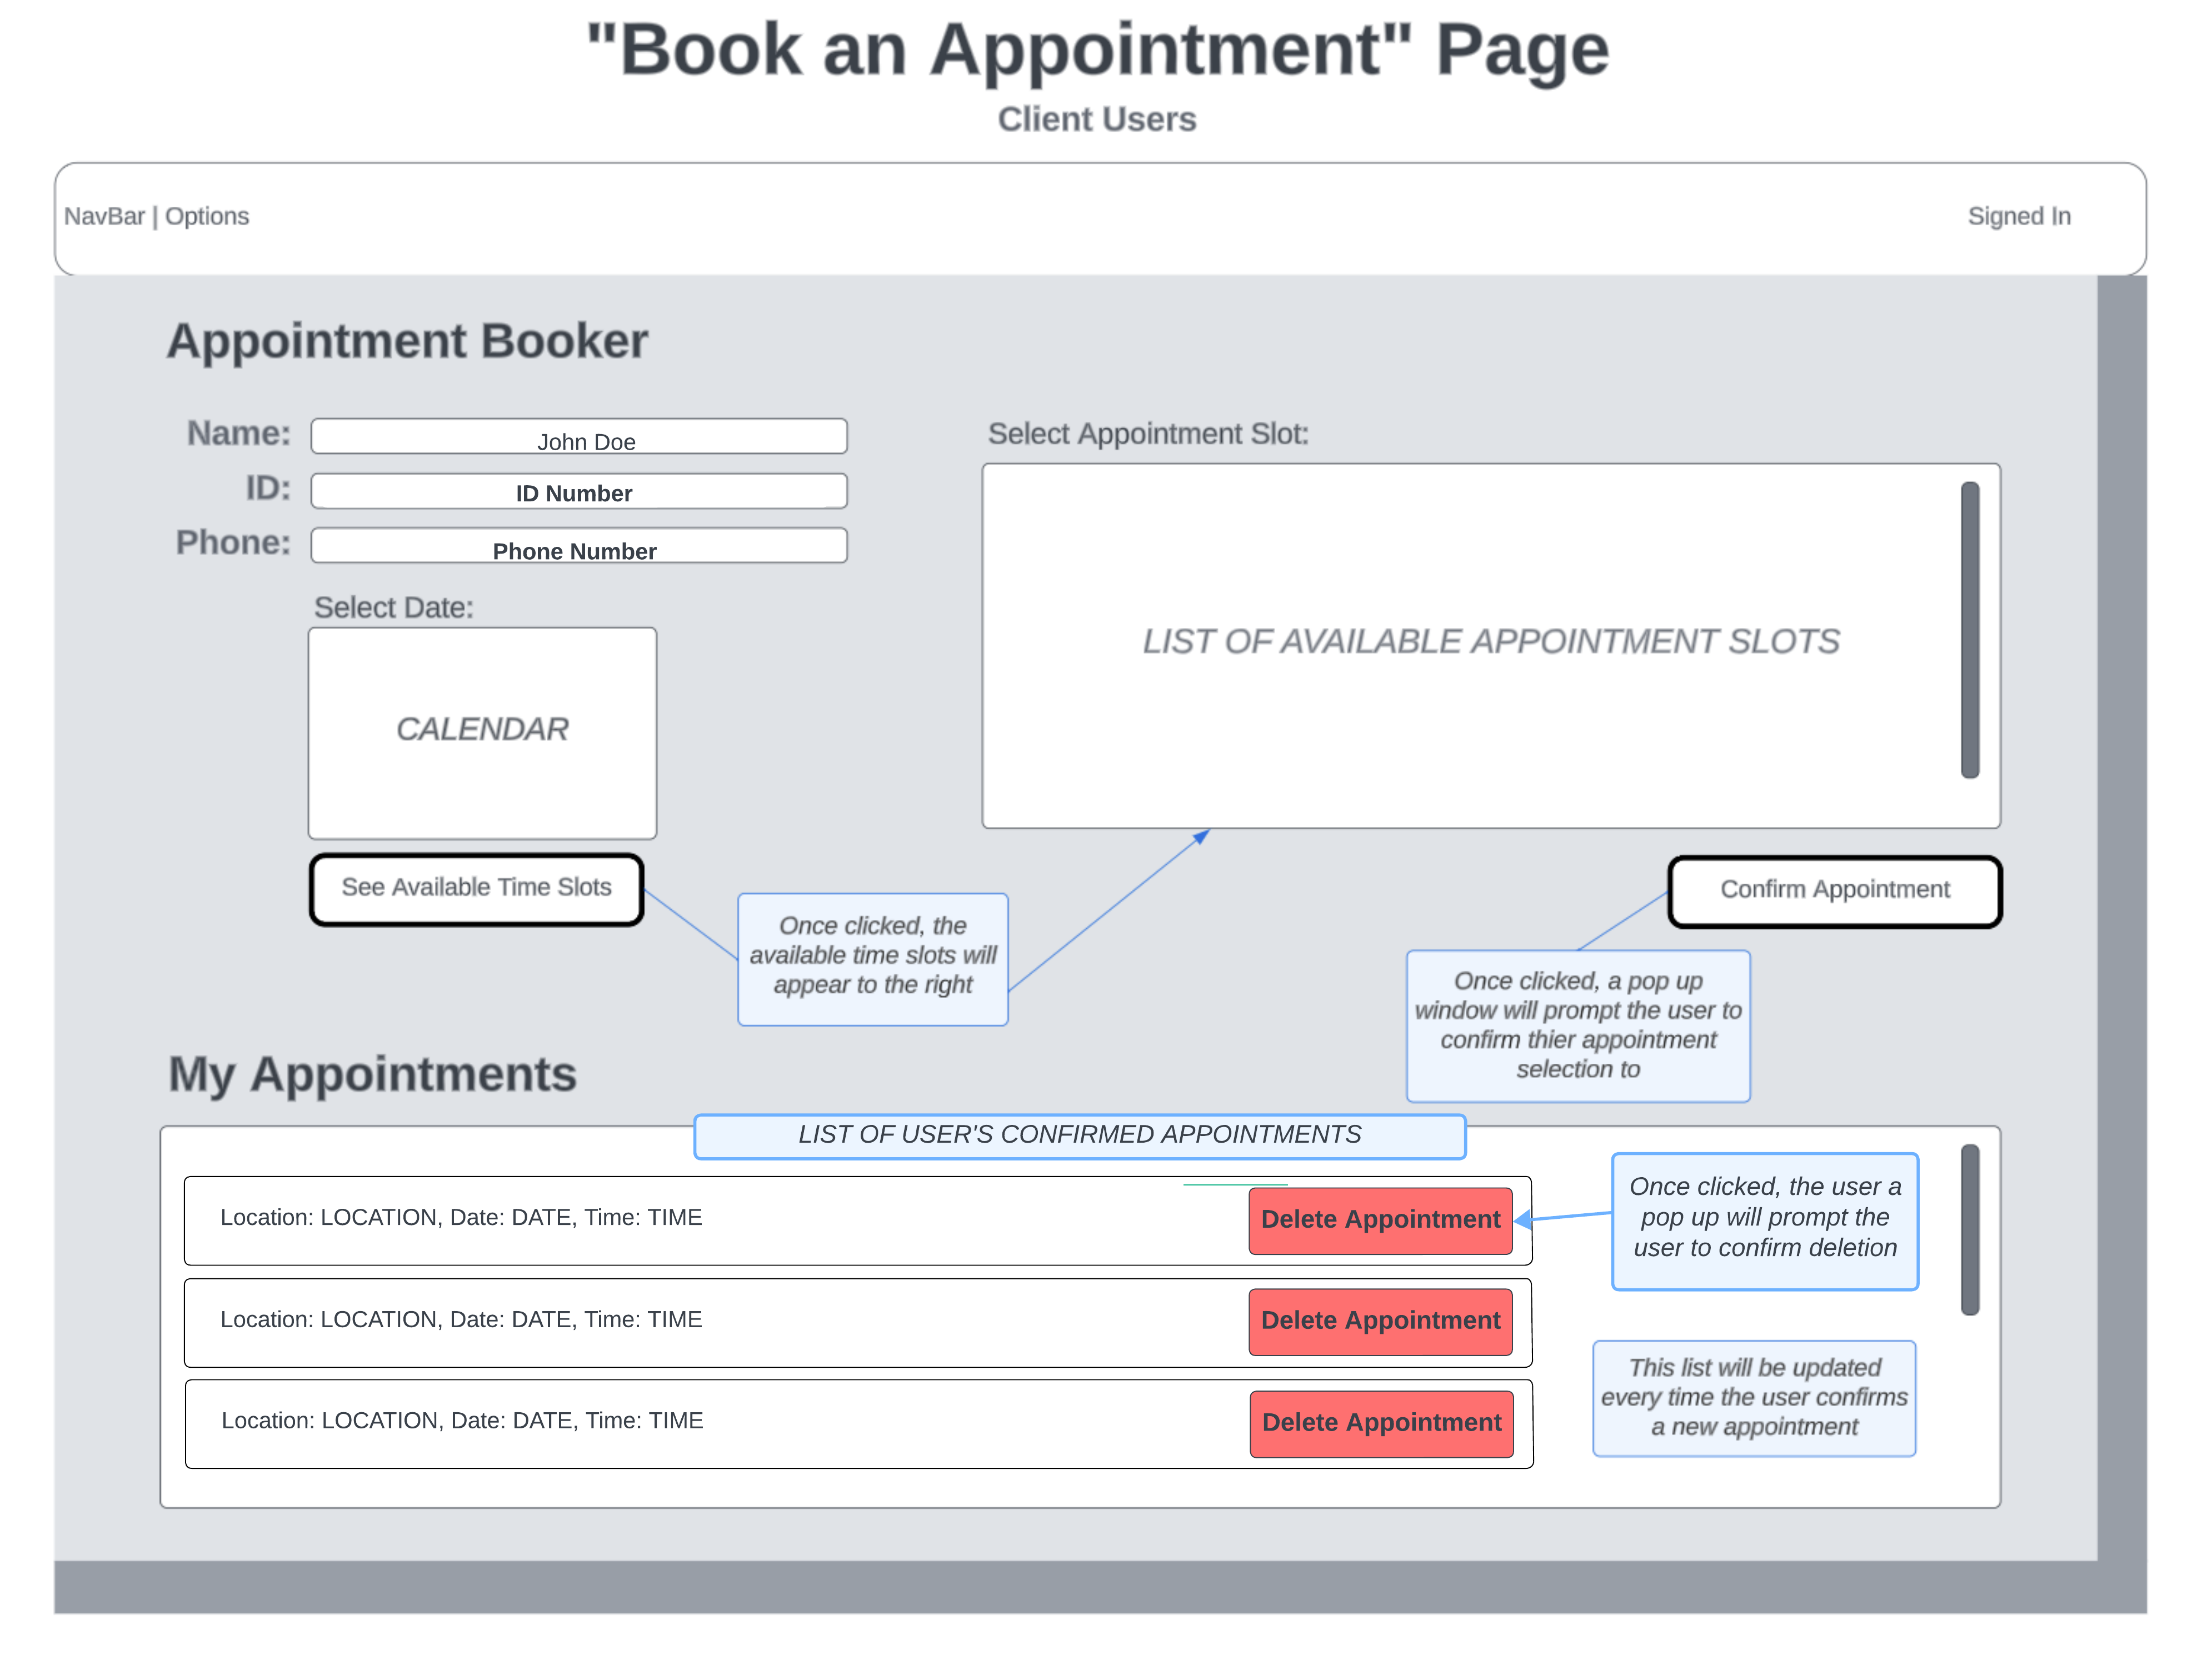 "Book an Appointment" Page
Client Users
NavBar | Options
Signed In
Appointment Booker
Name:
John Doe
ID:
ID Number
Phone:
Phone Number
Select Date:
CALENDAR
See Available Time Slots
Select Appointment Slot:
LIST OF AVAILABLE APPOINTMENT SLOTS
Confirm Appointment
Once clicked, the
available time slots will
appear to the right
Once clicked, a pop up
window will prompt the user to
confirm thier appointment
selection to
My Appointments
LIST OF USER'S CONFIRMED APPOINTMENTS
Location: LOCATION, Date: DATE, Time: TIME
Delete Appointment
Once clicked, the user a
pop up will prompt the
user to confirm deletion
Location: LOCATION, Date: DATE, Time: TIME
Delete Appointment
Location: LOCATION, Date: DATE, Time: TIME
Delete Appointment
This list will be updated
every time the user confirms
a new appointment